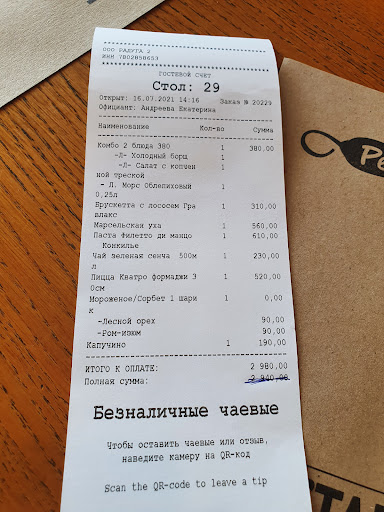 ООО РАДУГА 2
ИНН 7802858653
ГОСТЕВОЙ СЧЕТ
Стол: 29
Открыт: 16.07.2021 14:16 Заказ № 20229
Официант: Андреева Екатерина
Наименование Кол-во Сумма
Комбо 2 блюда 380 1 380,00
-Л- Холодный борщ 1
-Л- Салат с копчен 1
ной треской
- Л. Морс Облепиховый 1
0,25л
Брускетта с лососем Гра 1 310,00
влакс
Марсельская уха 1 560,00
Паста Филетто ди манцо 1 610,00
Конкилье
Чай зеленая сенча 500м 1 230,00
л
Пицца Кватро формаджи 3 1 520,00
0см
Мороженое/Сорбет 1 шари 1 0,00
к
-Лесной орех 90,00
-Ром-изюм 90,00
Капучино 1 190,00
ИТОГО К ОПЛАТЕ: 2 980,00
Полная сумма: 2 940,00
Безналичные чаевые
Чтобы оставить чаевые или отзыв,
наведите камеру на QR-код
Scan the QR-code to leave a tip